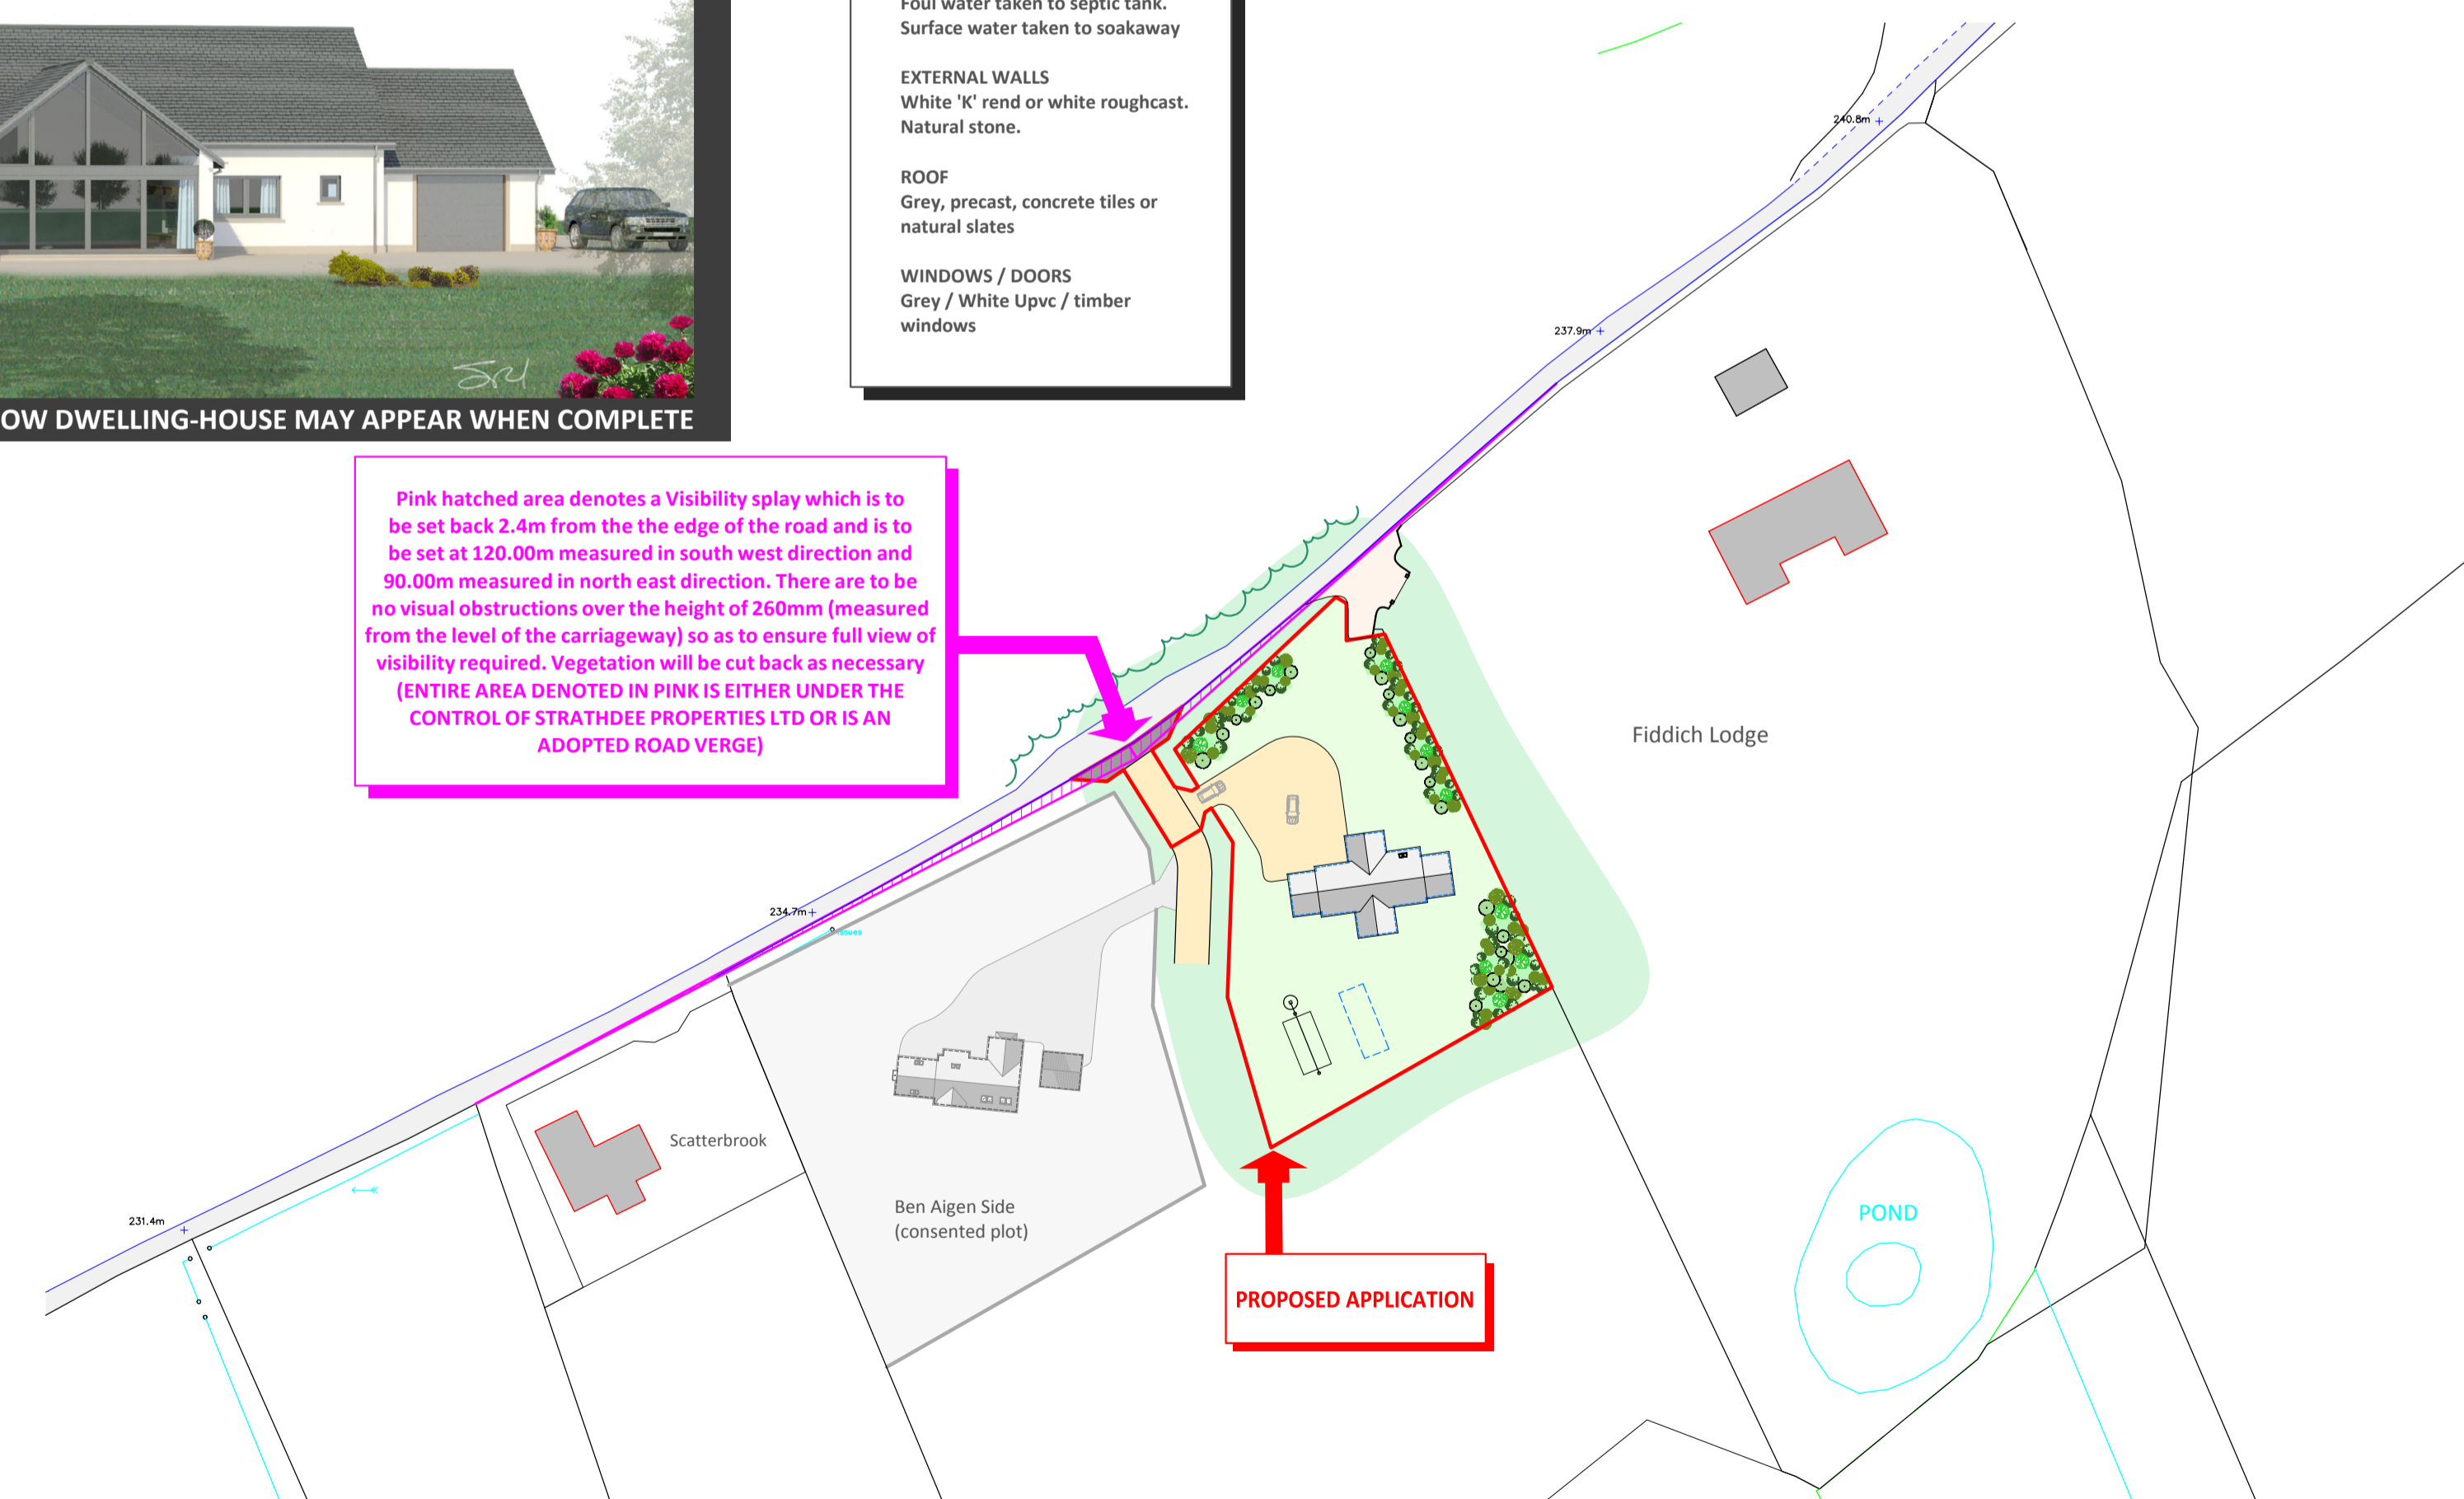 Foul water taken to septic tank.
Surface water taken to soakaway
EXTERNAL WALLS
White 'K' rend or white roughcast.
Natural stone.
ROOF
Grey, precast, concrete tiles or
natural slates
WINDOWS / DOORS
Grey / White Upvc / timber
windows
OW DWELLING-HOUSE MAY APPEAR WHEN COMPLETE
Pink hatched area denotes a Visibility splay which is to
be set back 2.4m from the the edge of the road and is to
be set at 120.00m measured in south west direction and
90.00m measured in north east direction. There are to be
no visual obstructions over the height of 260mm (measured
from the level of the carriageway) so as to ensure full view of
visibility required. Vegetation will be cut back as necessary
(ENTIRE AREA DENOTED IN PINK IS EITHER UNDER THE
CONTROL OF STRATHDEE PROPERTIES LTD OR IS AN
ADOPTED ROAD VERGE)
240.8m
237.9m
Fiddich Lodge
234.7m
Issues
Scatterbrook
Ben Aigen Side
(consented plot)
231.4m
POND
PROPOSED APPLICATION